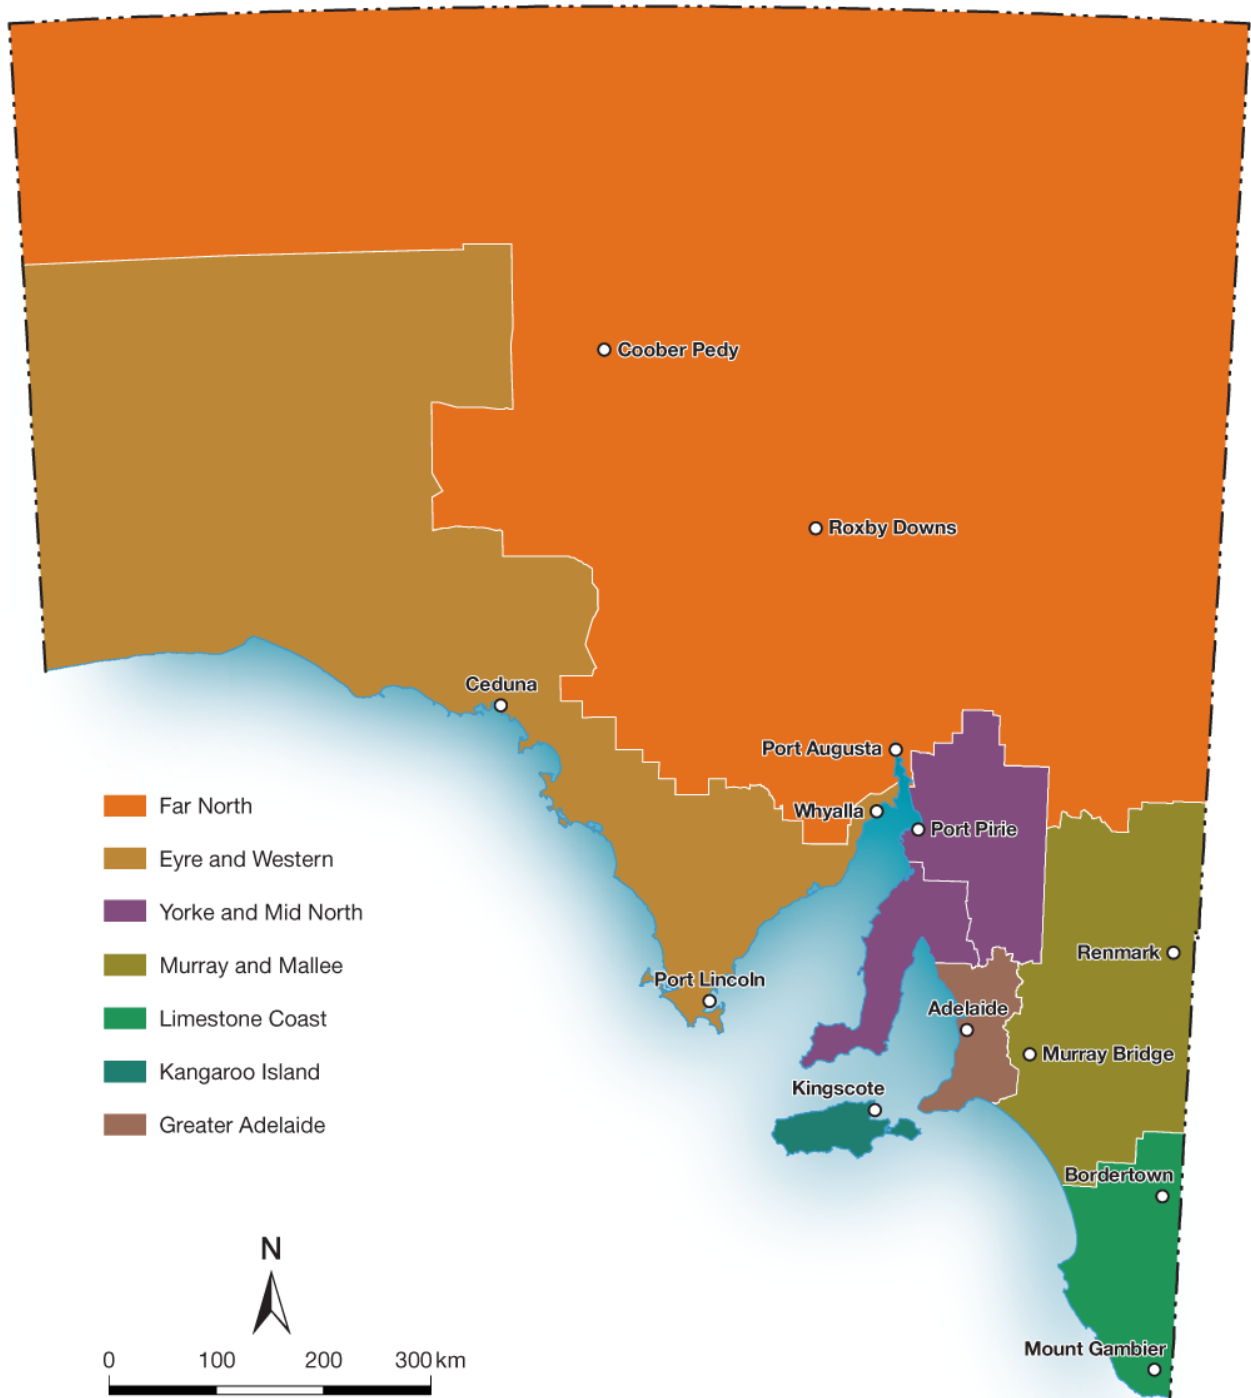 Coober Pedy
Roxby Downs
Ceduna
Port Augusta
Whyalla
Port Pirie
Renmark
Port Lincoln
Adelaide
Murray Bridge
Kingscote
Bordertown
Mount Gambier
Far North
Eyre and Western
Yorke and Mid North
Murray and Mallee
Limestone Coast
Kangaroo Island
Greater Adelaide
N
0 100 200 300 km